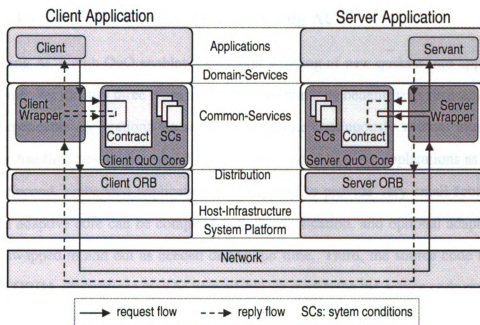 Client Application
Server Application
Client
Applications
Servant
Domain-Services
Client Wrapper
Contract
SCs
Client QuO Core
Common-Services
SCs
Contract
Server QuO Core
Server Wrapper
Client ORB
Distribution
Server ORB
Host-Infrastructure
System Platform
Network
request flow
reply flow
SCs: sytem conditions